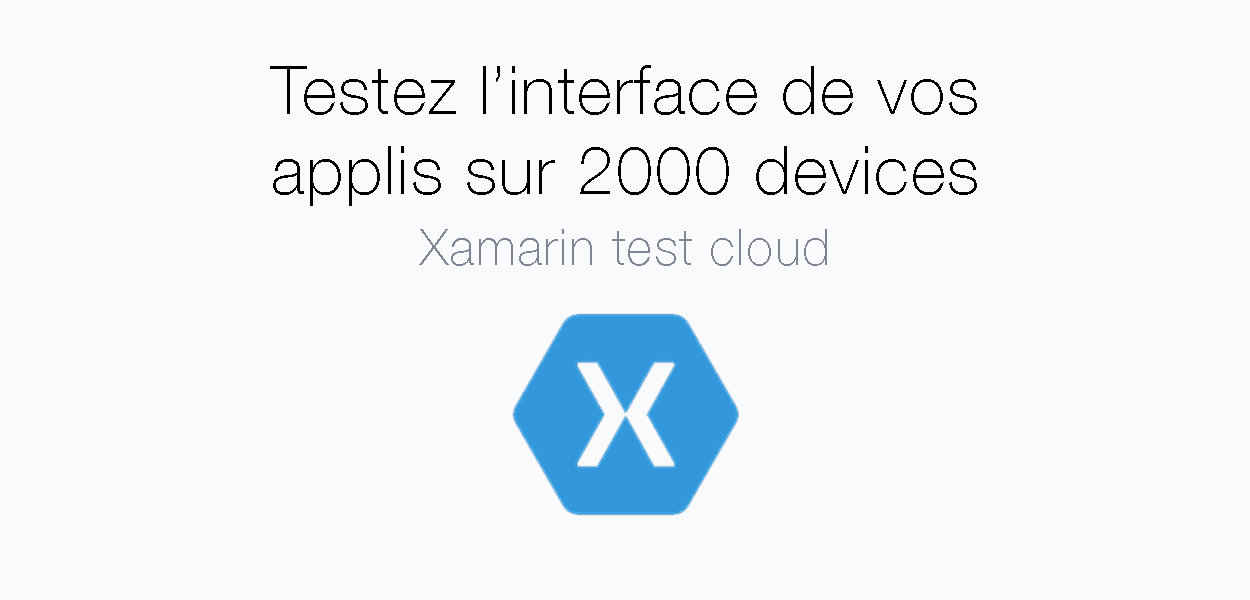 Testez l’interface de vos
applis sur 2000 devices
Xamarin test cloud
X